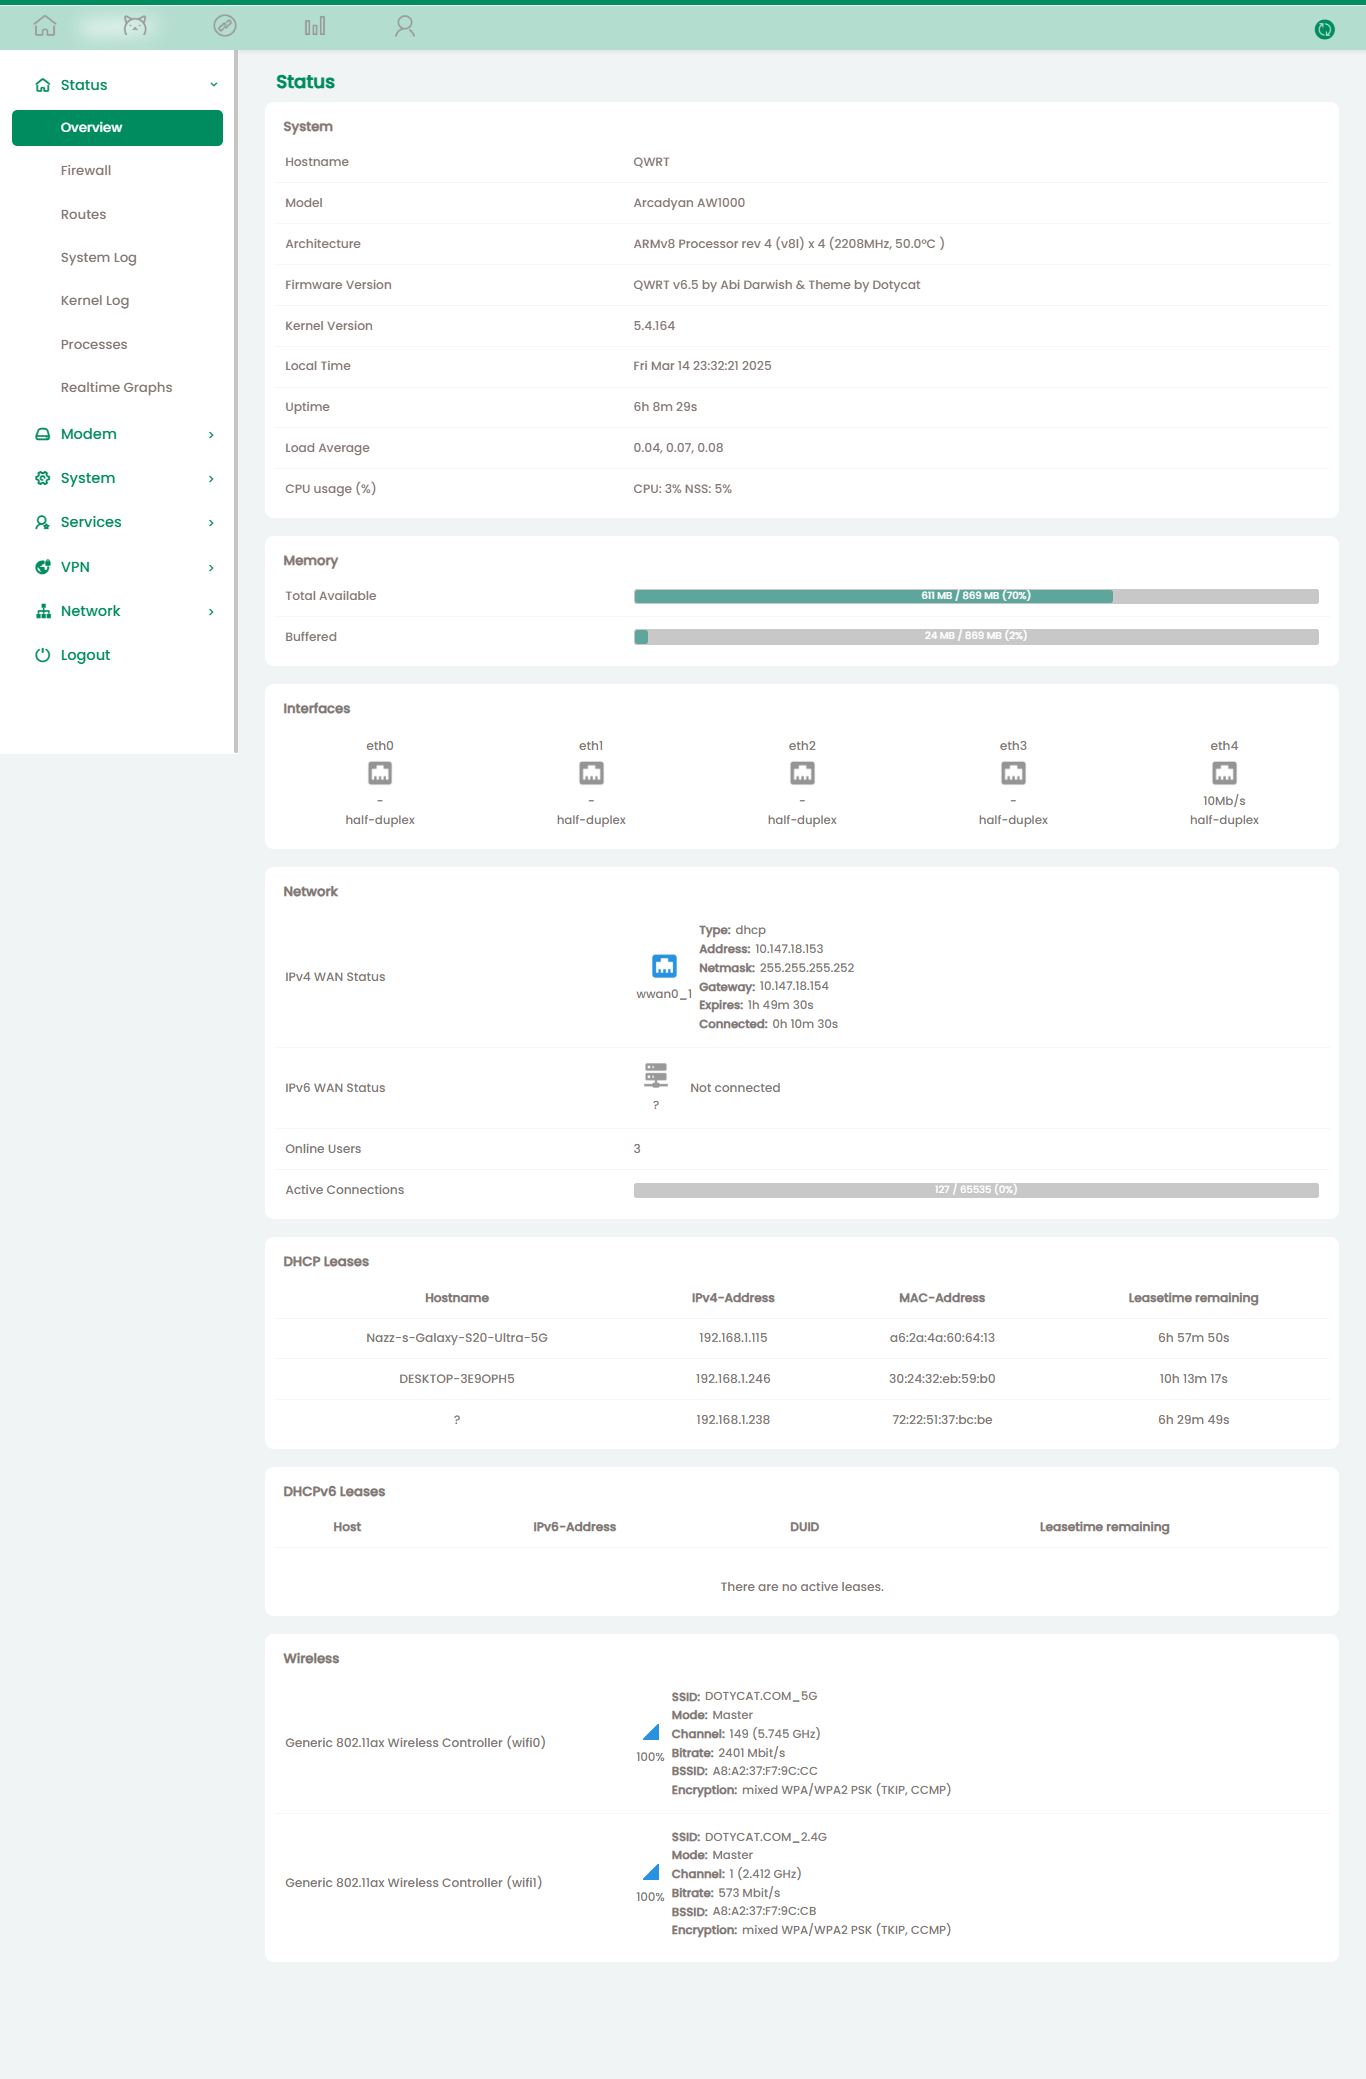 Status
Overview
Firewall
Routes
System Log
Kernel Log
Processes
Realtime Graphs
Modem
System
Services
VPN
Network
Logout
Status
System
Hostname QWRT
Model Arcadyan AW1000
Architecture ARMv8 Processor rev 4 (v8l) x 4 (2208MHz, 50.0°C )
Firmware Version QWRT v6.5 by Abi Darwish & Theme by Dotycat
Kernel Version 5.4.164
Local Time Fri Mar 14 23:32:21 2025
Uptime 6h 8m 29s
Load Average 0.04, 0.07, 0.08
CPU usage (%) CPU: 3% NSS: 5%
Memory
Total Available 611 MB / 869 MB (70%)
Buffered 24 MB / 869 MB (2%)
Interfaces
eth0 eth1 eth2 eth3 eth4
- - - - 10Mb/s
half-duplex half-duplex half-duplex half-duplex half-duplex
Network
IPv4 WAN Status
wwan0_1
Type: dhcp
Address: 10.147.18.153
Netmask: 255.255.255.252
Gateway: 10.147.18.154
Expires: 1h 49m 30s
Connected: 0h 10m 30s
IPv6 WAN Status
?
Not connected
Online Users 3
Active Connections 127 / 65535 (0%)
DHCP Leases
Hostname IPv4-Address MAC-Address Leasetime remaining
Nazz-s-Galaxy-S20-Ultra-5G 192.168.1.115 a6:2a:4a:60:64:13 6h 57m 50s
DESKTOP-3E9OPH5 192.168.1.246 30:24:32:eb:59:b0 10h 13m 17s
? 192.168.1.238 72:22:51:37:bc:be 6h 29m 49s
DHCPv6 Leases
Host IPv6-Address DUID Leasetime remaining
There are no active leases.
Wireless
Generic 802.11ax Wireless Controller (wifi0)
100%
SSID: DOTYCAT.COM_5G
Mode: Master
Channel: 149 (5.745 GHz)
Bitrate: 2401 Mbit/s
BSSID: A8:A2:37:F7:9C:CC
Encryption: mixed WPA/WPA2 PSK (TKIP, CCMP)
Generic 802.11ax Wireless Controller (wifi1)
100%
SSID: DOTYCAT.COM_2.4G
Mode: Master
Channel: 1 (2.412 GHz)
Bitrate: 573 Mbit/s
BSSID: A8:A2:37:F7:9C:CB
Encryption: mixed WPA/WPA2 PSK (TKIP, CCMP)